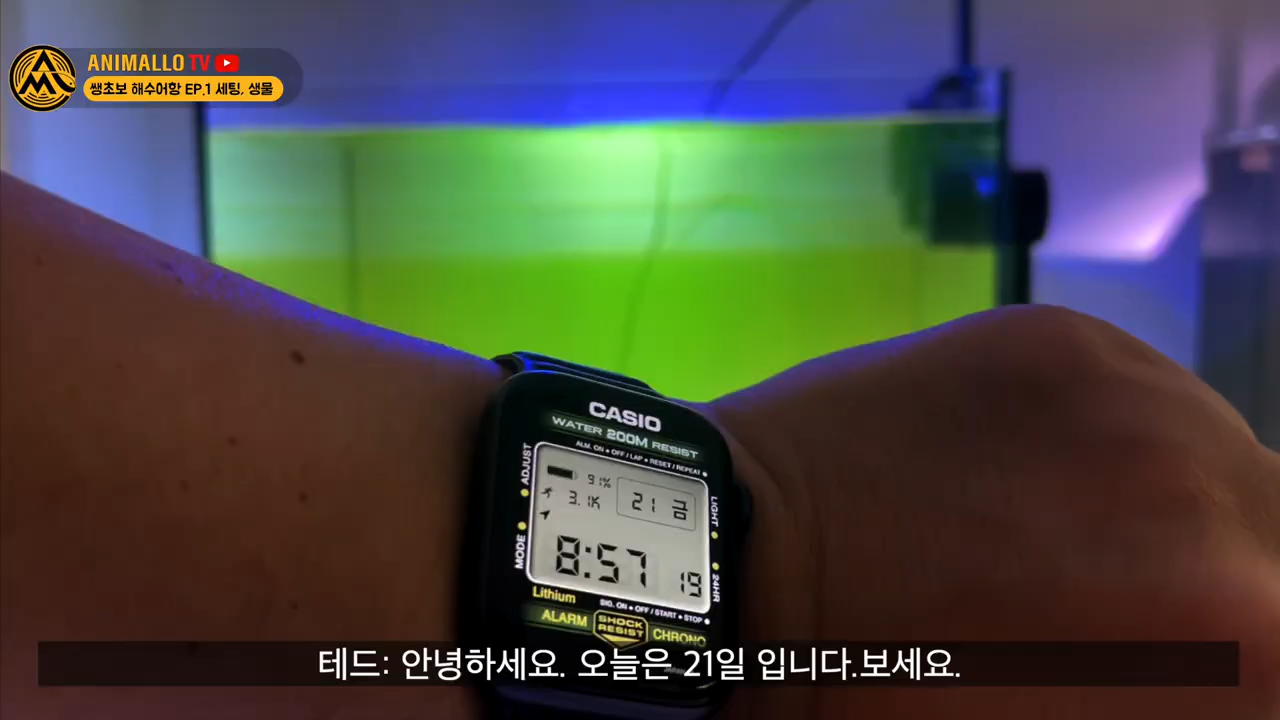 ANIMALLO TV
쌩초보 해수어항 EP.1 세팅, 생물
CASIO
WATER 200M RESIST
ALM. ON ● OFF / LAP ● RESET / REPEAT ●
ADJUST
91%
3.1K
21 금
LIGHT
MODE
8:57 19
24HR
Lithium
SIG. ON ● OFF / START ● STOP ●
ALARM
SHOCK
RESIST
CHRONO
테드: 안녕하세요. 오늘은 21일 입니다.보세요.